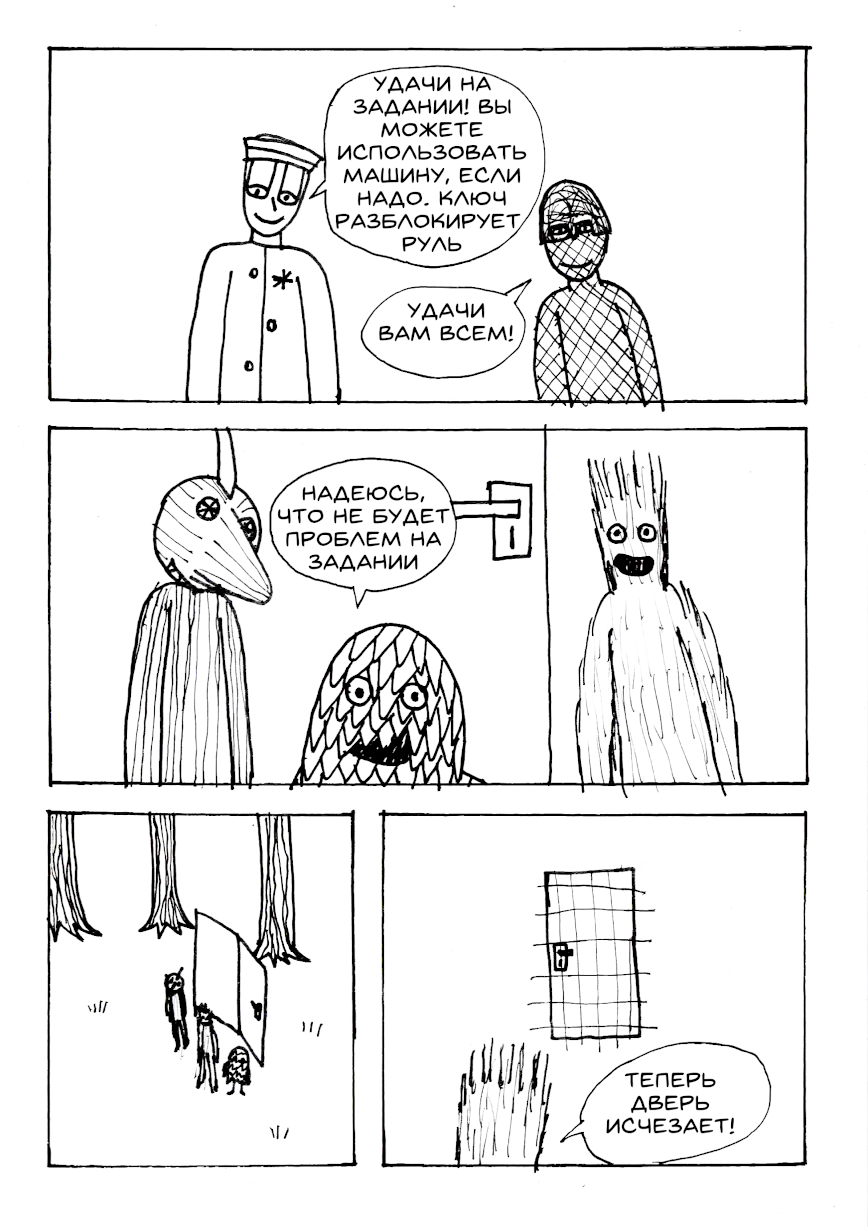 УДАЧИ НА
ЗАДАНИИ! ВЫ
МОЖЕТЕ
ИСПОЛЬЗОВАТЬ
МАШИНУ, ЕСЛИ
НАДО. КЛЮЧ
РАЗБЛОКИРУЕТ
РУЛЬ
УДАЧИ
ВАМ ВСЕМ!
НАДЕЮСЬ,
ЧТО НЕ БУДЕТ
ПРОБЛЕМ НА
ЗАДАНИИ
ТЕПЕРЬ
ДВЕРЬ
ИСЧЕЗАЕТ!